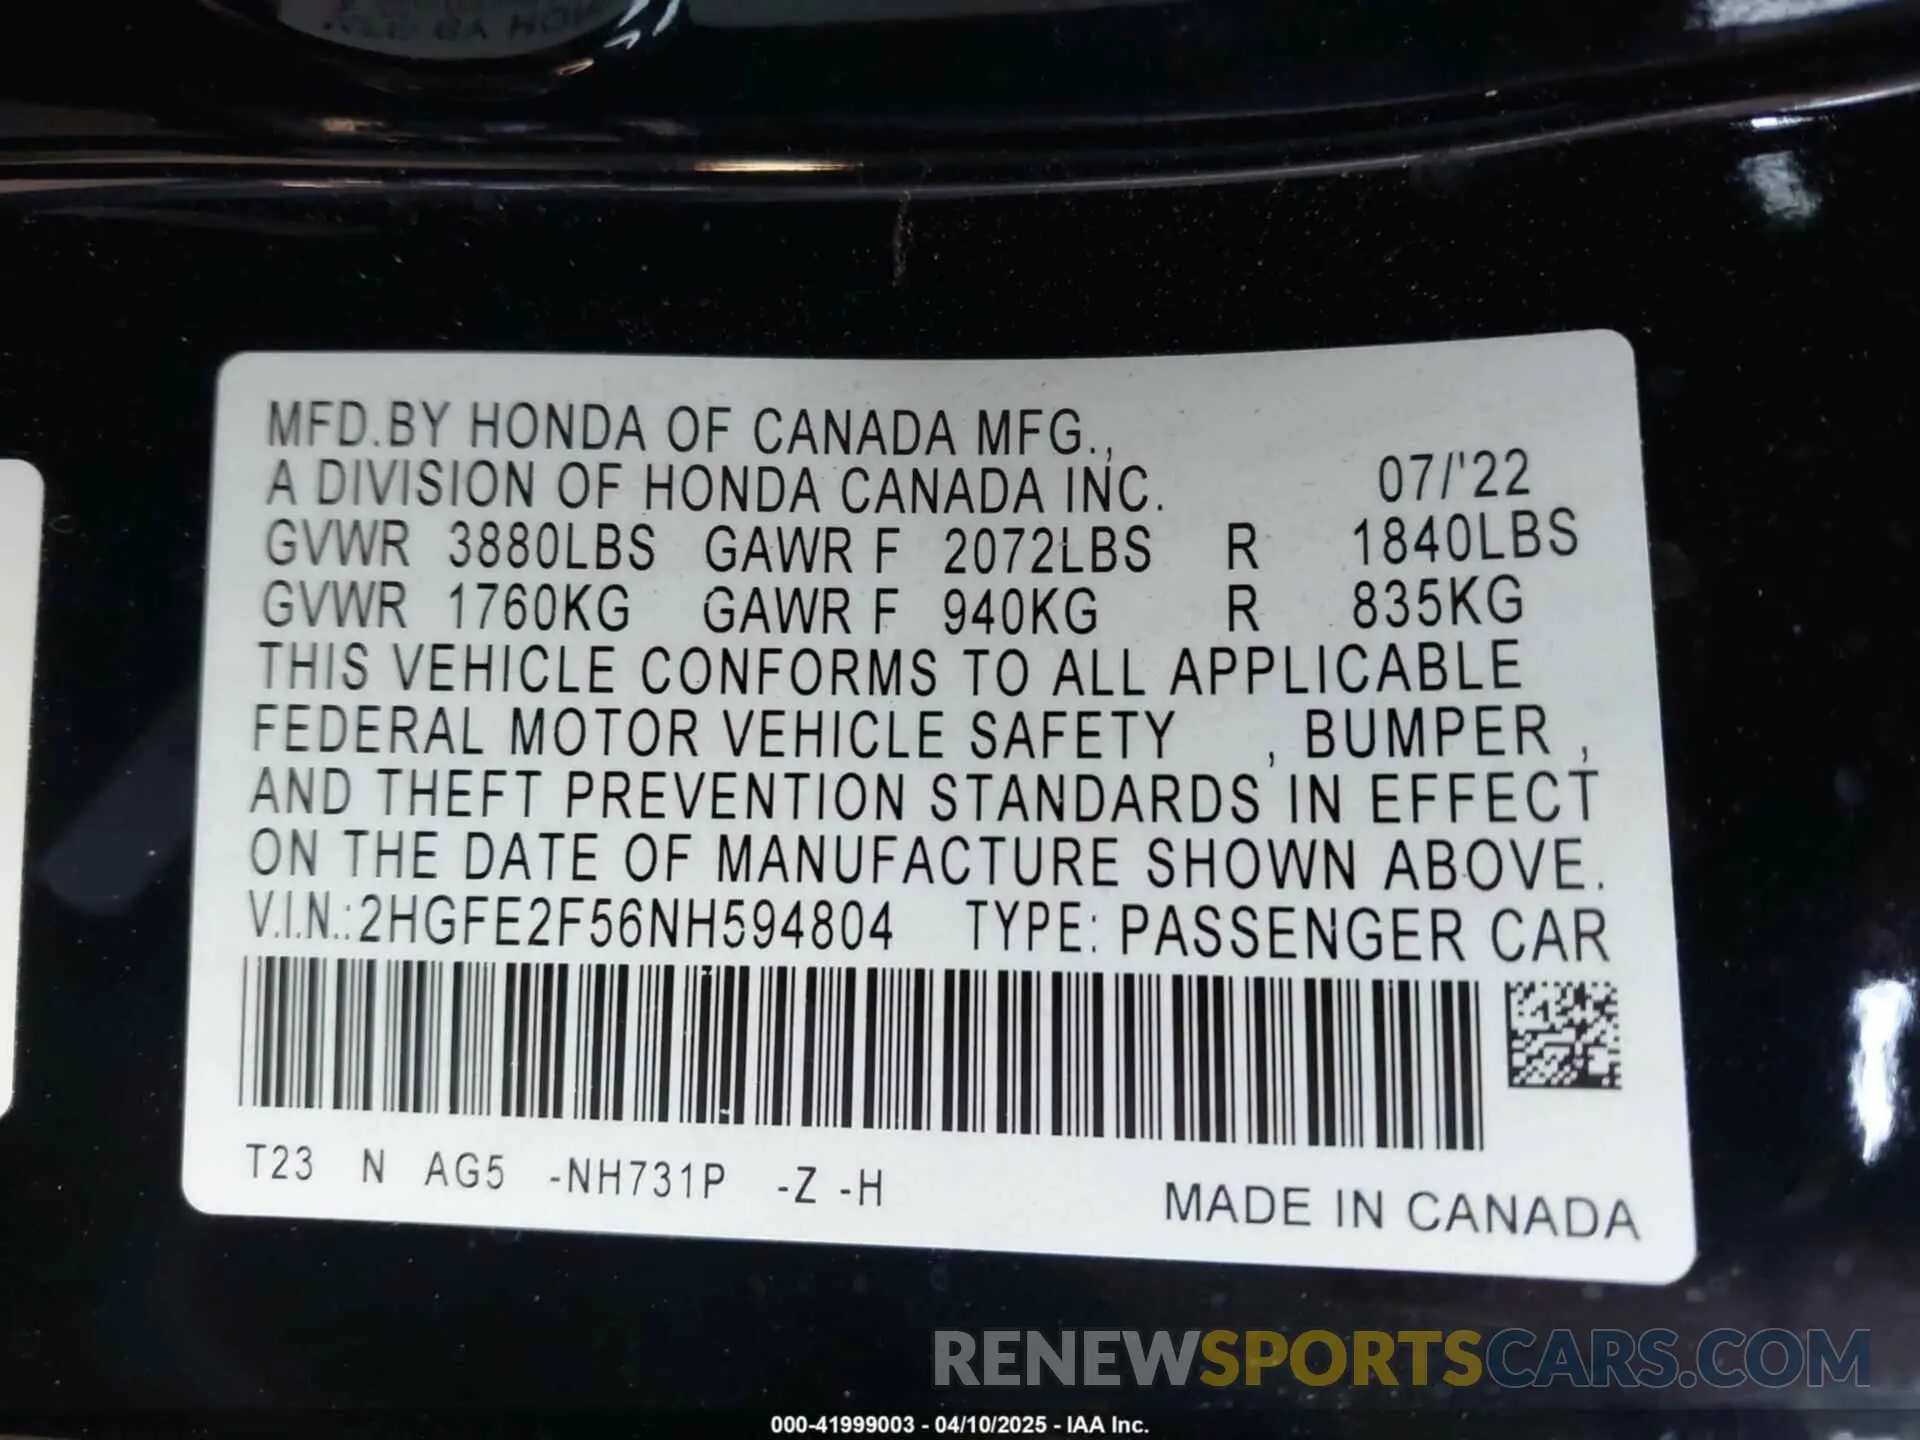 MFD.BY HONDA OF CANADA MFG.,
A DIVISION OF HONDA CANADA INC. 07/'22
GVWR 3880LBS GAWR F 2072LBS R 1840LBS
GVWR 1760KG GAWR F 940KG R 835KG
THIS VEHICLE CONFORMS TO ALL APPLICABLE
FEDERAL MOTOR VEHICLE SAFETY , BUMPER ,
AND THEFT PREVENTION STANDARDS IN EFFECT
ON THE DATE OF MANUFACTURE SHOWN ABOVE.
V.I.N.:2HGFE2F56NH594804 TYPE: PASSENGER CAR
T23 N AG5 -NH731P -Z -H
MADE IN CANADA
RENEWSPORTSCARS.COM
000-41999003 - 04/10/2025 - IAA Inc.